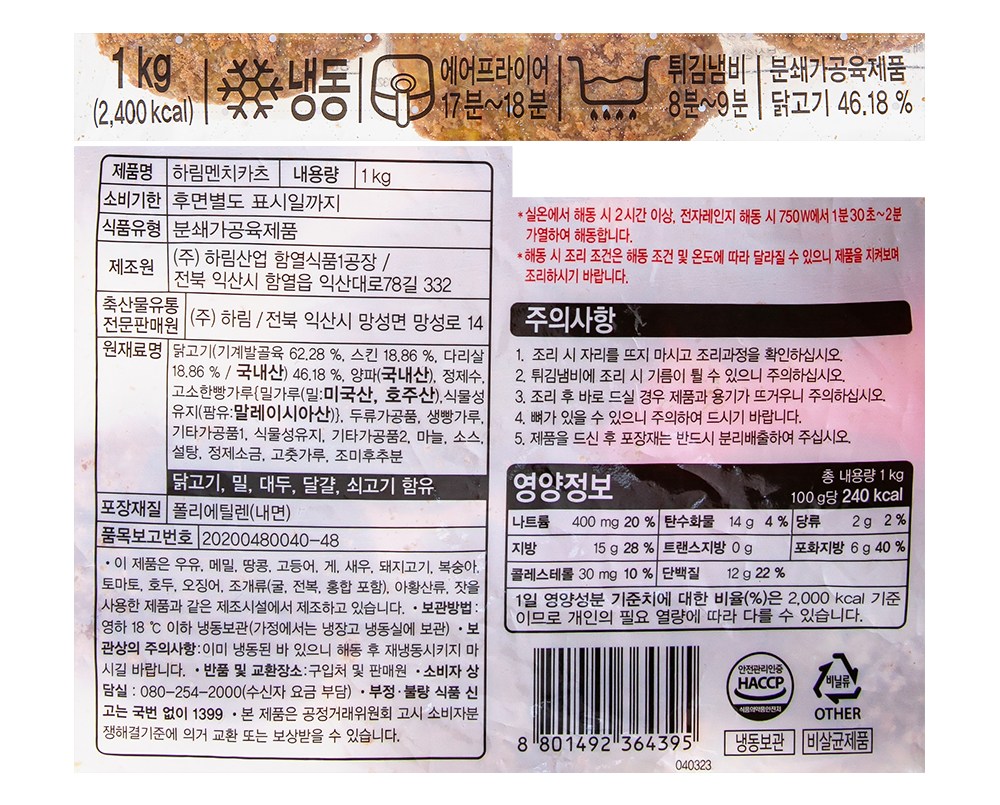 1 kg
(2,400 kcal)
냉동
에어프라이어
17분~18분
튀김냄비
8분~9분
분쇄가공육제품
닭고기 46.18 %
제품명 하림멘치카츠 내용량 1 kg
소비기한 후면별도 표시일까지
식품유형 분쇄가공육제품
제조원 (주) 하림산업 함열식품1공장 /
전북 익산시 함열읍 익산대로78길 332
축산물유통
전문판매원 (주) 하림 / 전북 익산시 망성면 망성로 14
원재료명 닭고기(기계발골육 62.28 %, 스킨 18.86 %, 다리살
18.86 % / 국내산) 46.18 %, 양파(국내산), 정제수,
고소한빵가루{밀가루(밀:미국산, 호주산),식물성
유지(팜유:말레이시아산)}, 두류가공품, 생빵가루,
기타가공품1, 식물성유지, 기타가공품2, 마늘, 소스,
설탕, 정제소금, 고춧가루, 조미후추분
닭고기, 밀, 대두, 달걀, 쇠고기 함유
포장재질 폴리에틸렌(내면)
품목보고번호 20200480040-48
• 이 제품은 우유, 메밀, 땅콩, 고등어, 게, 새우, 돼지고기, 복숭아,
토마토, 호두, 오징어, 조개류(굴, 전복, 홍합 포함), 아황산류, 잣을
사용한 제품과 같은 제조시설에서 제조하고 있습니다. • 보관방법 :
영하 18 ℃ 이하 냉동보관(가정에서는 냉장고 냉동실에 보관) • 보
관상의 주의사항:이미 냉동된 바 있으니 해동 후 재냉동시키지 마
시길 바랍니다. • 반품 및 교환장소:구입처 및 판매원 • 소비자 상
담실 : 080-254-2000(수신자 요금 부담) • 부정·불량 식품 신
고는 국번 없이 1399 • 본 제품은 공정거래위원회 고시 소비자분
쟁해결기준에 의거 교환 또는 보상받을 수 있습니다.
* 실온에서 해동 시 2시간 이상, 전자레인지 해동 시 750W에서 1분30초~2분
가열하여 해동합니다.
* 해동 시 조리 조건은 해동 조건 및 온도에 따라 달라질 수 있으니 제품을 지켜보며
조리하시기 바랍니다.
주의사항
1. 조리 시 자리를 뜨지 마시고 조리과정을 확인하십시오.
2. 튀김냄비에 조리 시 기름이 튈 수 있으니 주의하십시오.
3. 조리 후 바로 드실 경우 제품과 용기가 뜨거우니 주의하십시오.
4. 뼈가 있을 수 있으니 주의하여 드시기 바랍니다.
5. 제품을 드신 후 포장재는 반드시 분리배출하여 주십시오.
영양정보
총 내용량 1 kg
100 g당 240 kcal
나트륨 400 mg 20 % 탄수화물 14 g 4 % 당류 2 g 2 %
지방 15 g 28 % 트랜스지방 0 g 포화지방 6 g 40 %
콜레스테롤 30 mg 10 % 단백질 12 g 22 %
1일 영양성분 기준치에 대한 비율(%)은 2,000 kcal 기준
이므로 개인의 필요 열량에 따라 다를 수 있습니다.
8 801492 364395
040323
안전관리인증
HACCP
식품의약품안전처
비닐류
OTHER
냉동보관
비살균제품